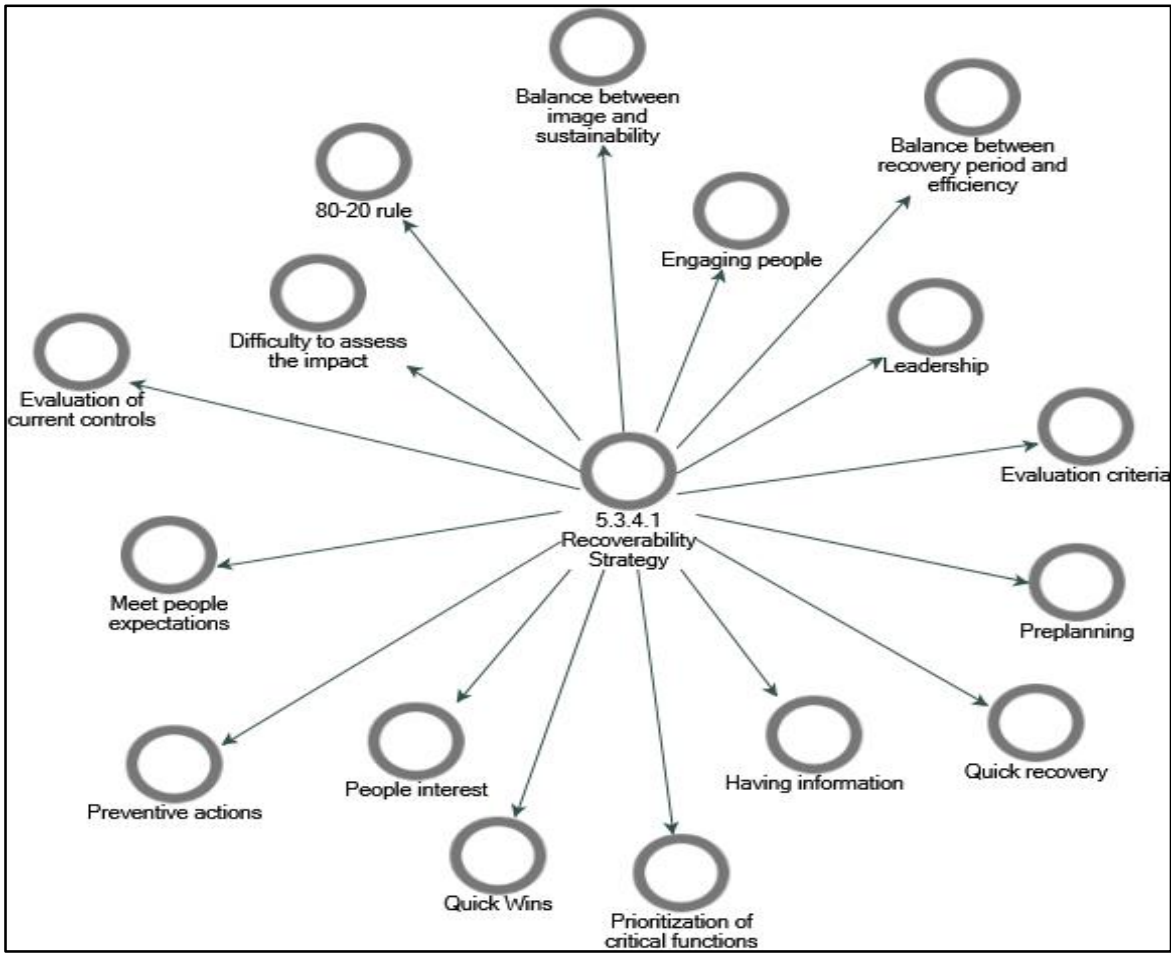 Balance between
image and
sustainability
Balance between
recovery period and
efficiency
80-20 rule
Engaging people
Difficulty to assess
the impact
Leadership
Evaluation of
current controls
Evaluation criteria
5.3.4.1
Recoverability
Strategy
Meet people
expectations
Preplanning
Preventive actions
People interest
Having information
Quick recovery
Quick Wins
Prioritization of
critical functions